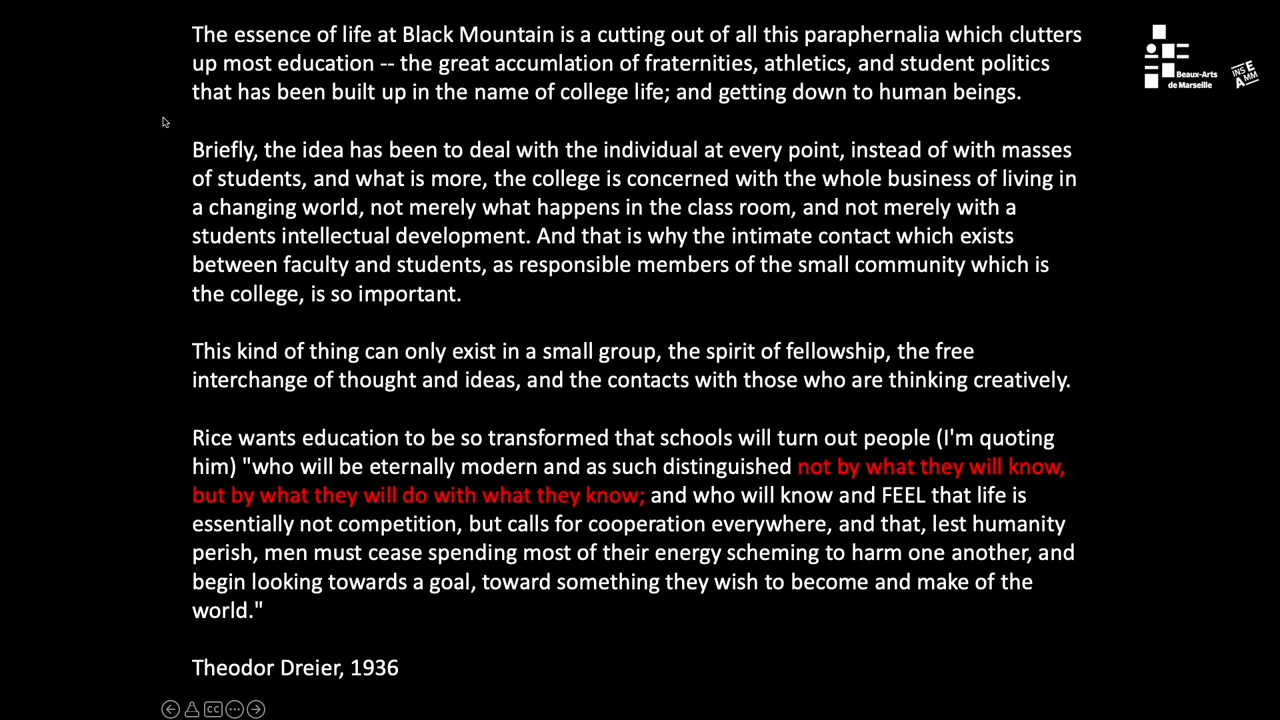 The essence of life at Black Mountain is a cutting out of all this paraphernalia which clutters
up most education -- the great accumlation of fraternities, athletics, and student politics
that has been built up in the name of college life; and getting down to human beings.
Briefly, the idea has been to deal with the individual at every point, instead of with masses
of students, and what is more, the college is concerned with the whole business of living in
a changing world, not merely what happens in the class room, and not merely with a
students intellectual development. And that is why the intimate contact which exists
between faculty and students, as responsible members of the small community which is
the college, is so important.
This kind of thing can only exist in a small group, the spirit of fellowship, the free
interchange of thought and ideas, and the contacts with those who are thinking creatively.
Rice wants education to be so transformed that schools will turn out people (I'm quoting
him) "who will be eternally modern and as such distinguished not by what they will know,
but by what they will do with what they know; and who will know and FEEL that life is
essentially not competition, but calls for cooperation everywhere, and that, lest humanity
perish, men must cease spending most of their energy scheming to harm one another, and
begin looking towards a goal, toward something they wish to become and make of the
world."
Theodor Dreier, 1936
Beaux-Arts
de Marseille
INS E
AMM
CC